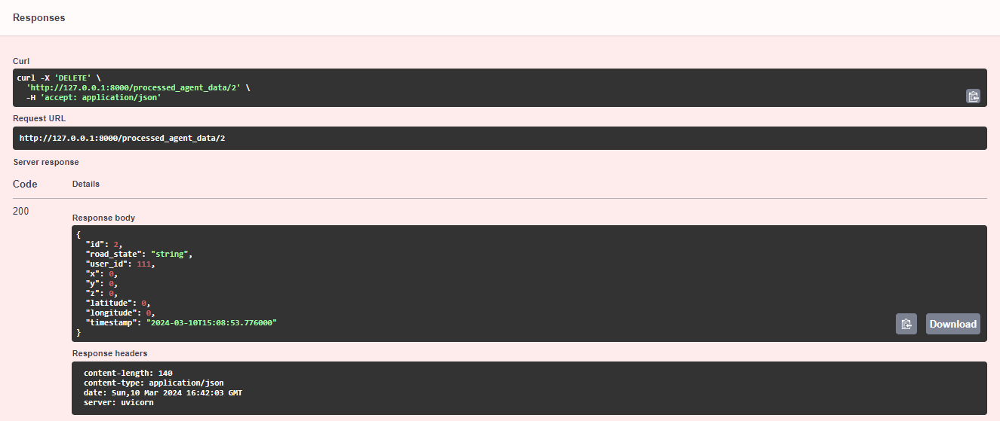 Responses
Curl
curl -X 'DELETE' \
  'http://127.0.0.1:8000/processed_agent_data/2' \
  -H 'accept: application/json'
Request URL
http://127.0.0.1:8000/processed_agent_data/2
Server response
Code Details
200
Response body
{
  "id": 2,
  "road_state": "string",
  "user_id": 111,
  "x": 0,
  "y": 0,
  "z": 0,
  "latitude": 0,
  "longitude": 0,
  "timestamp": "2024-03-10T15:08:53.776000"
}
Download
Response headers
content-length: 140
content-type: application/json
date: Sun,10 Mar 2024 16:42:03 GMT
server: uvicorn